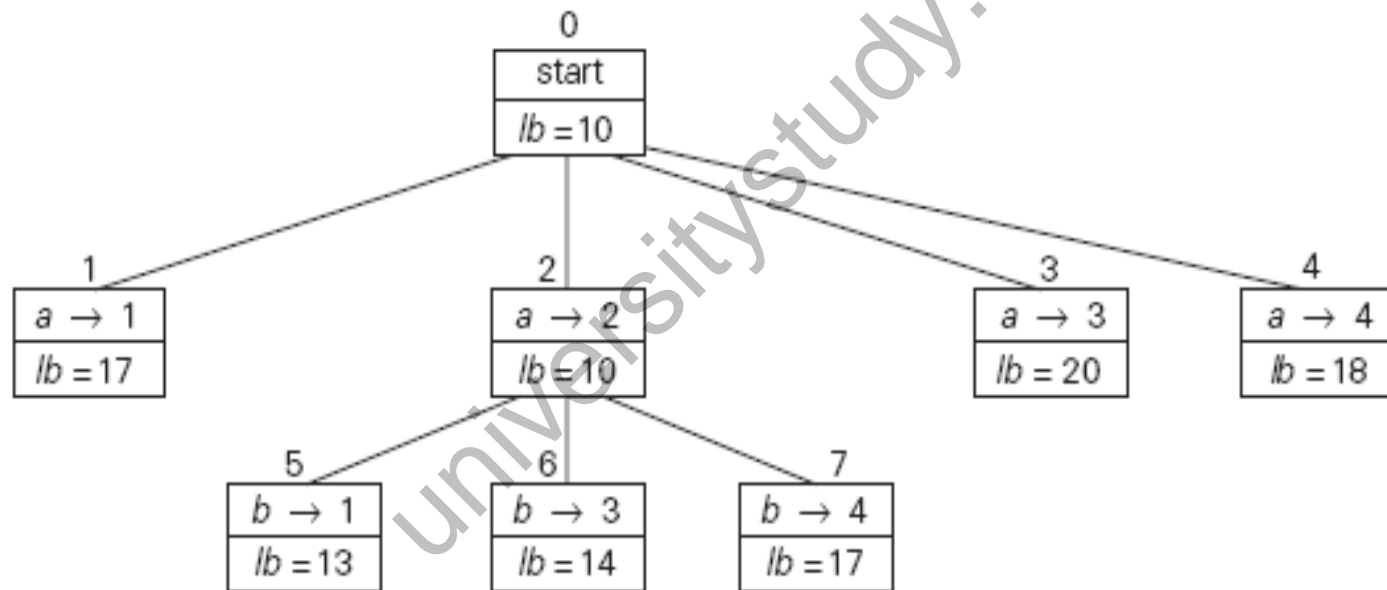 0
start
lb = 10
1
2
3
4
a → 1
a → 2
a → 3
a → 4
lb = 17
lb = 10
lb = 20
lb = 18
5
6
7
b → 1
b → 3
b → 4
lb = 13
lb = 14
lb = 17
universitystudy.